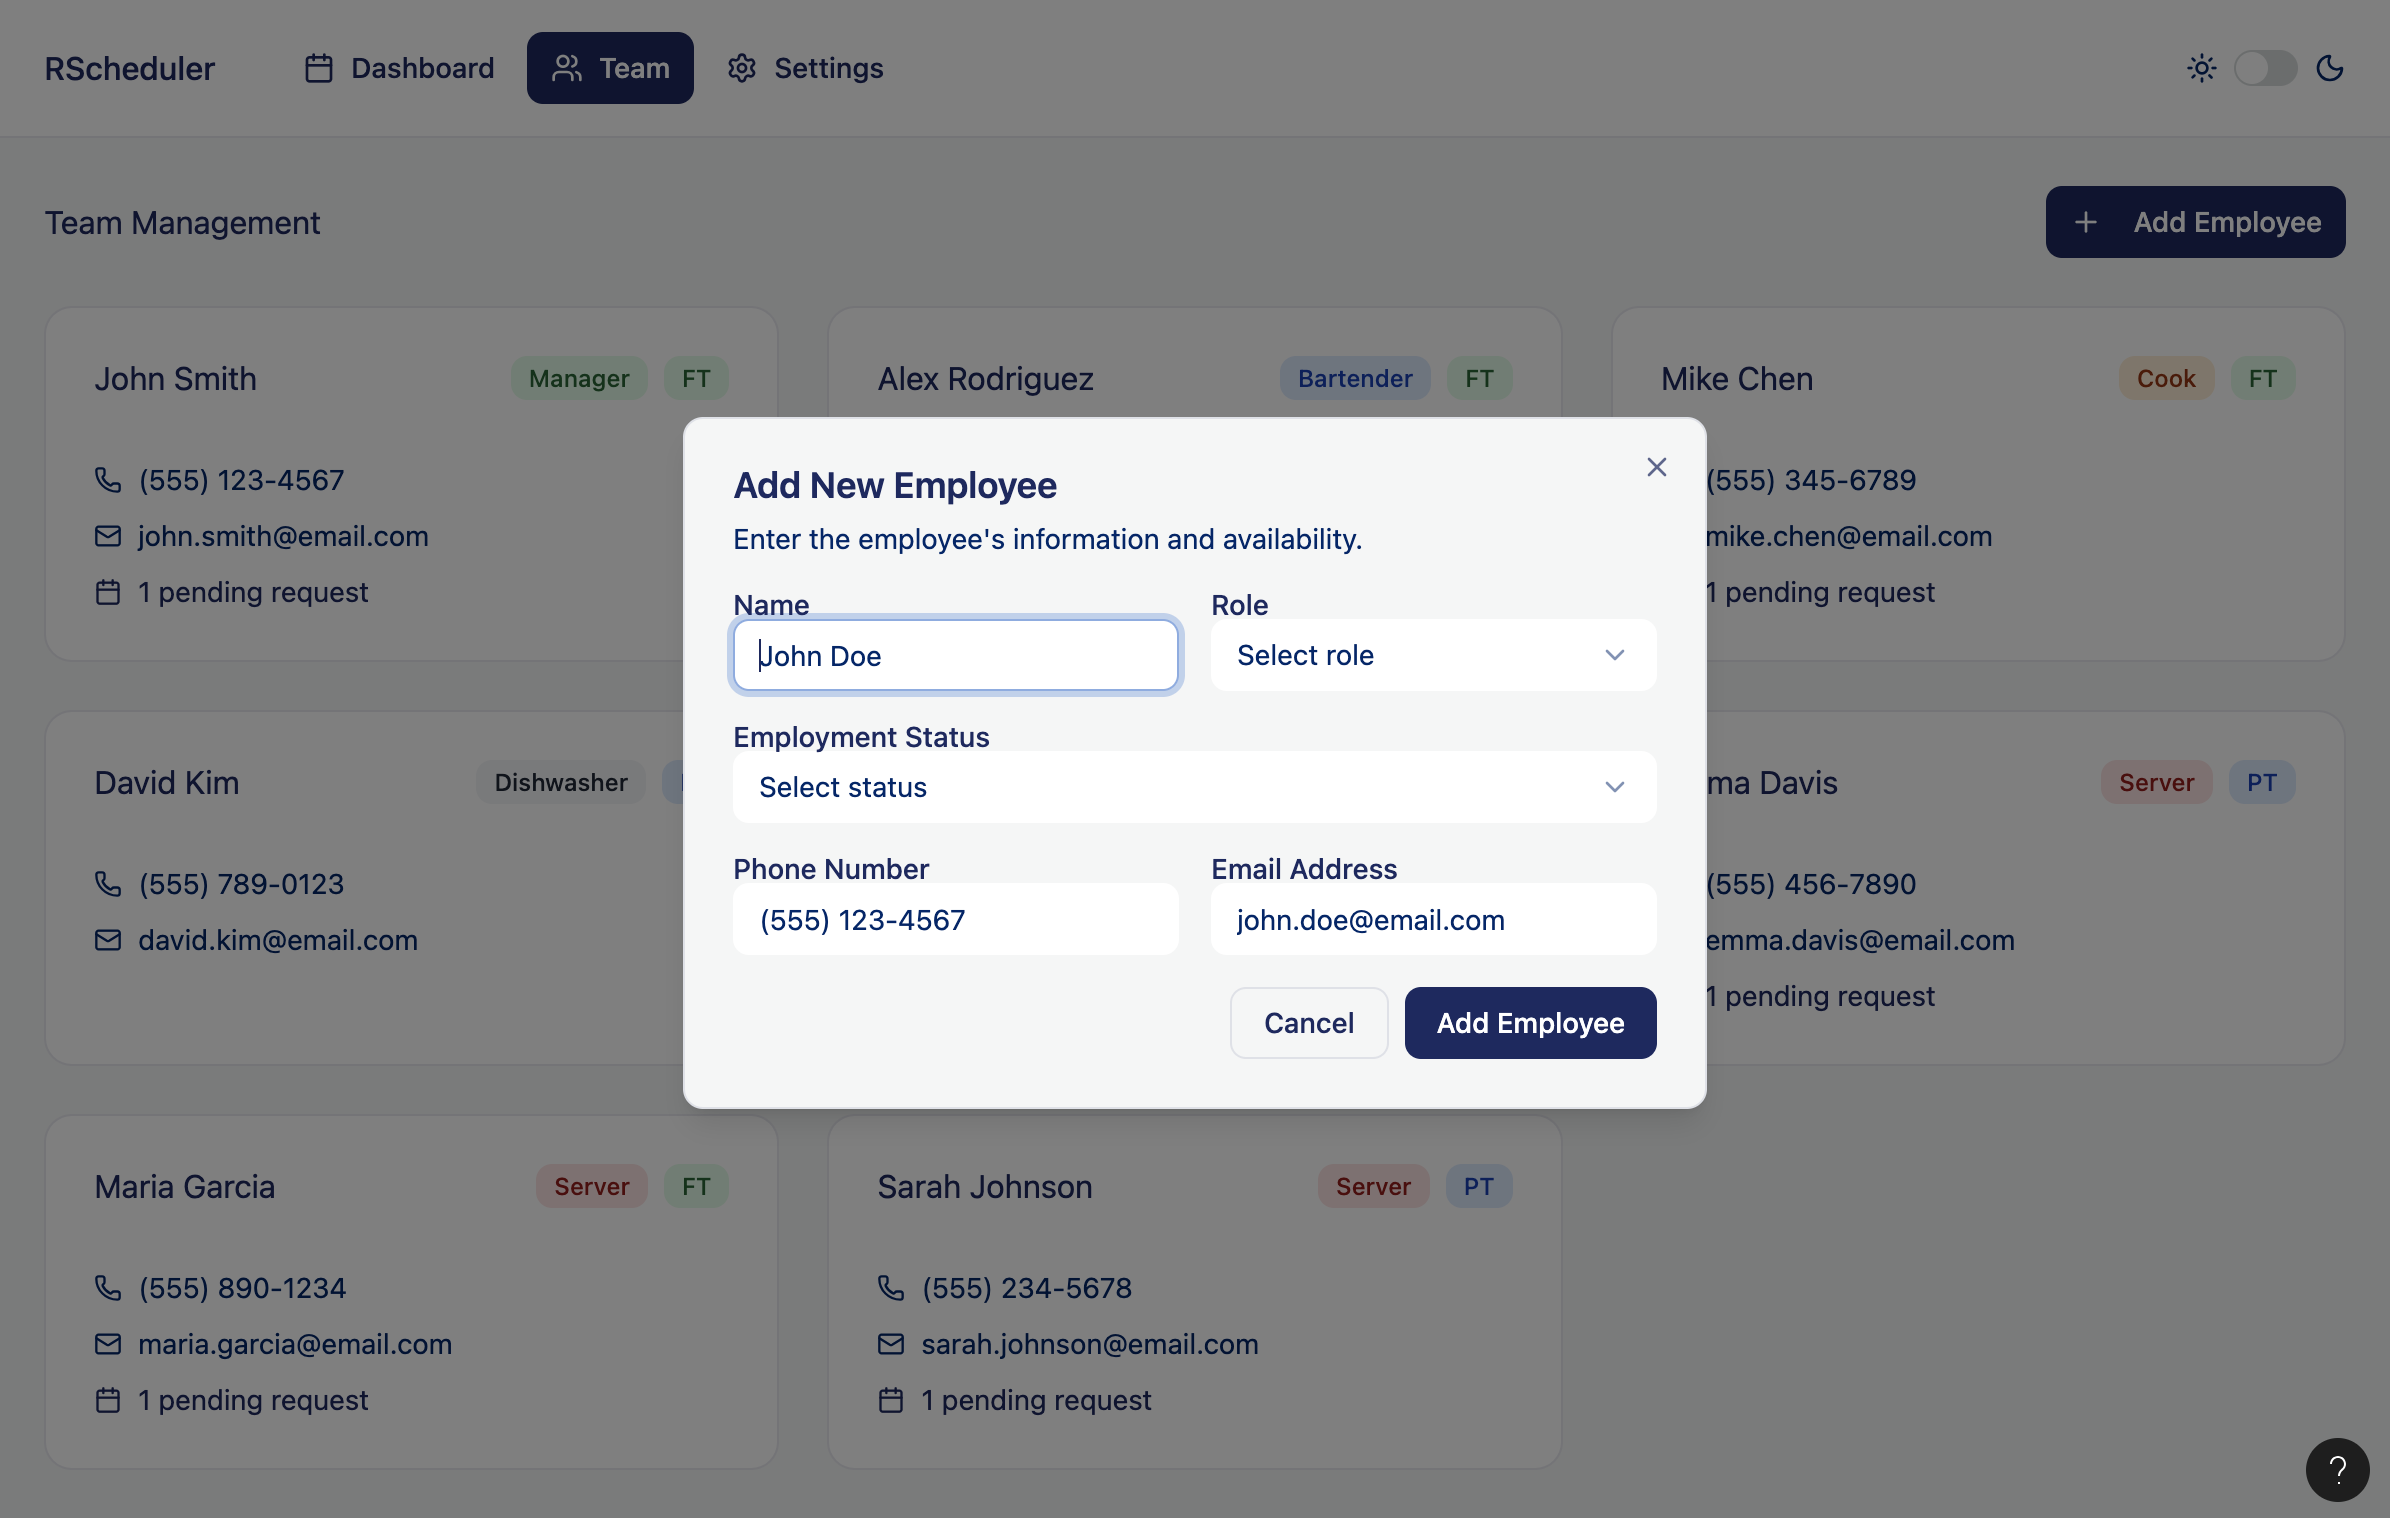 RScheduler
Dashboard
Team
Settings
Team Management
+ Add Employee
John Smith
Manager
FT
(555) 123-4567
john.smith@email.com
1 pending request
Alex Rodriguez
Bartender
FT
Mike Chen
Cook
FT
(555) 345-6789
mike.chen@email.com
1 pending request
Add New Employee
Enter the employee's information and availability.
Name
John Doe
Role
Select role
Employment Status
Select status
Phone Number
(555) 123-4567
Email Address
john.doe@email.com
Cancel
Add Employee
David Kim
Dishwasher
(555) 789-0123
david.kim@email.com
ma Davis
Server
PT
(555) 456-7890
emma.davis@email.com
1 pending request
Maria Garcia
Server
FT
(555) 890-1234
maria.garcia@email.com
1 pending request
Sarah Johnson
Server
PT
(555) 234-5678
sarah.johnson@email.com
1 pending request
?